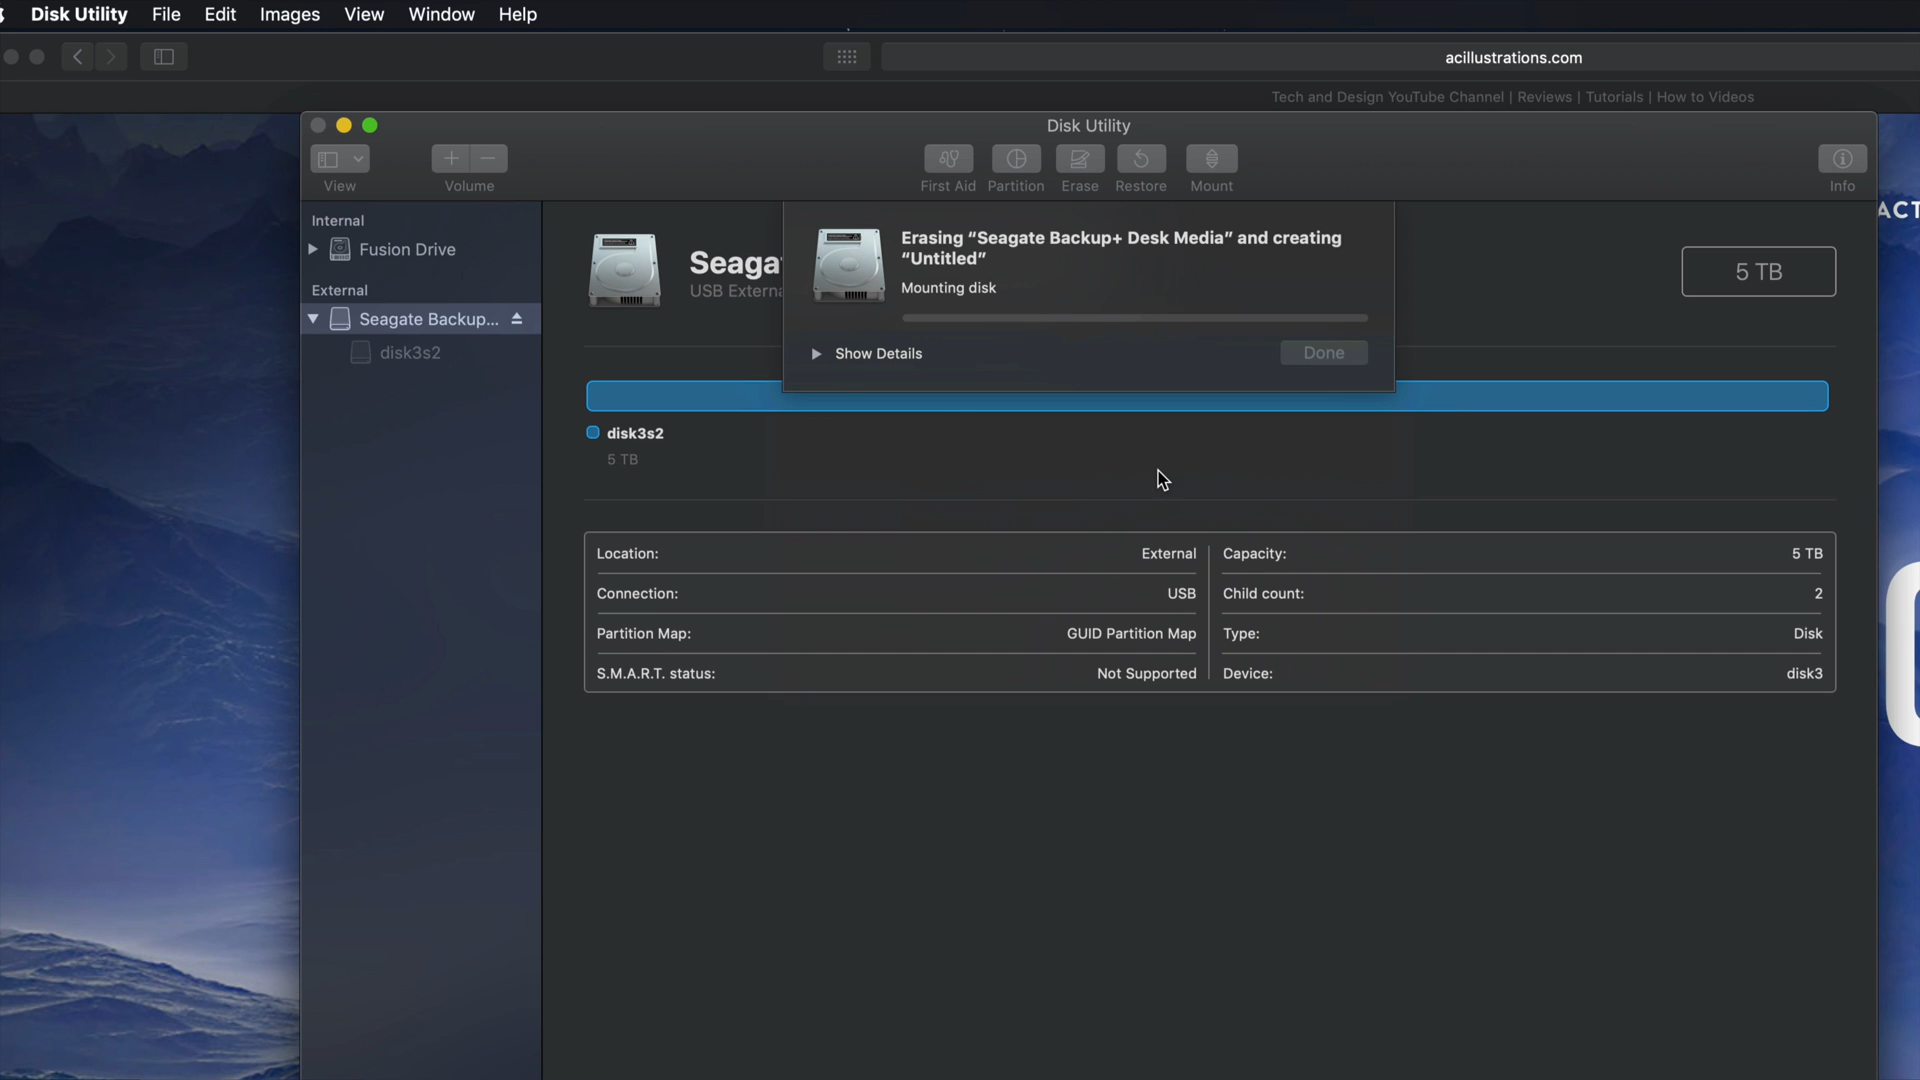 Disk Utility File Edit Images View Window Help
acillustrations.com
Tech and Design YouTube Channel | Reviews | Tutorials | How to Videos
Disk Utility
View Volume First Aid Partition Erase Restore Mount Info
Internal
Fusion Drive
External
Seagate Backup...
disk3s2
Seaga
USB Externa
Erasing “Seagate Backup+ Desk Media” and creating
“Untitled”
Mounting disk
Show Details
Done
5 TB
disk3s2
5 TB
Location: External
Connection: USB
Partition Map: GUID Partition Map
S.M.A.R.T. status: Not Supported
Capacity: 5 TB
Child count: 2
Type: Disk
Device: disk3
ACT